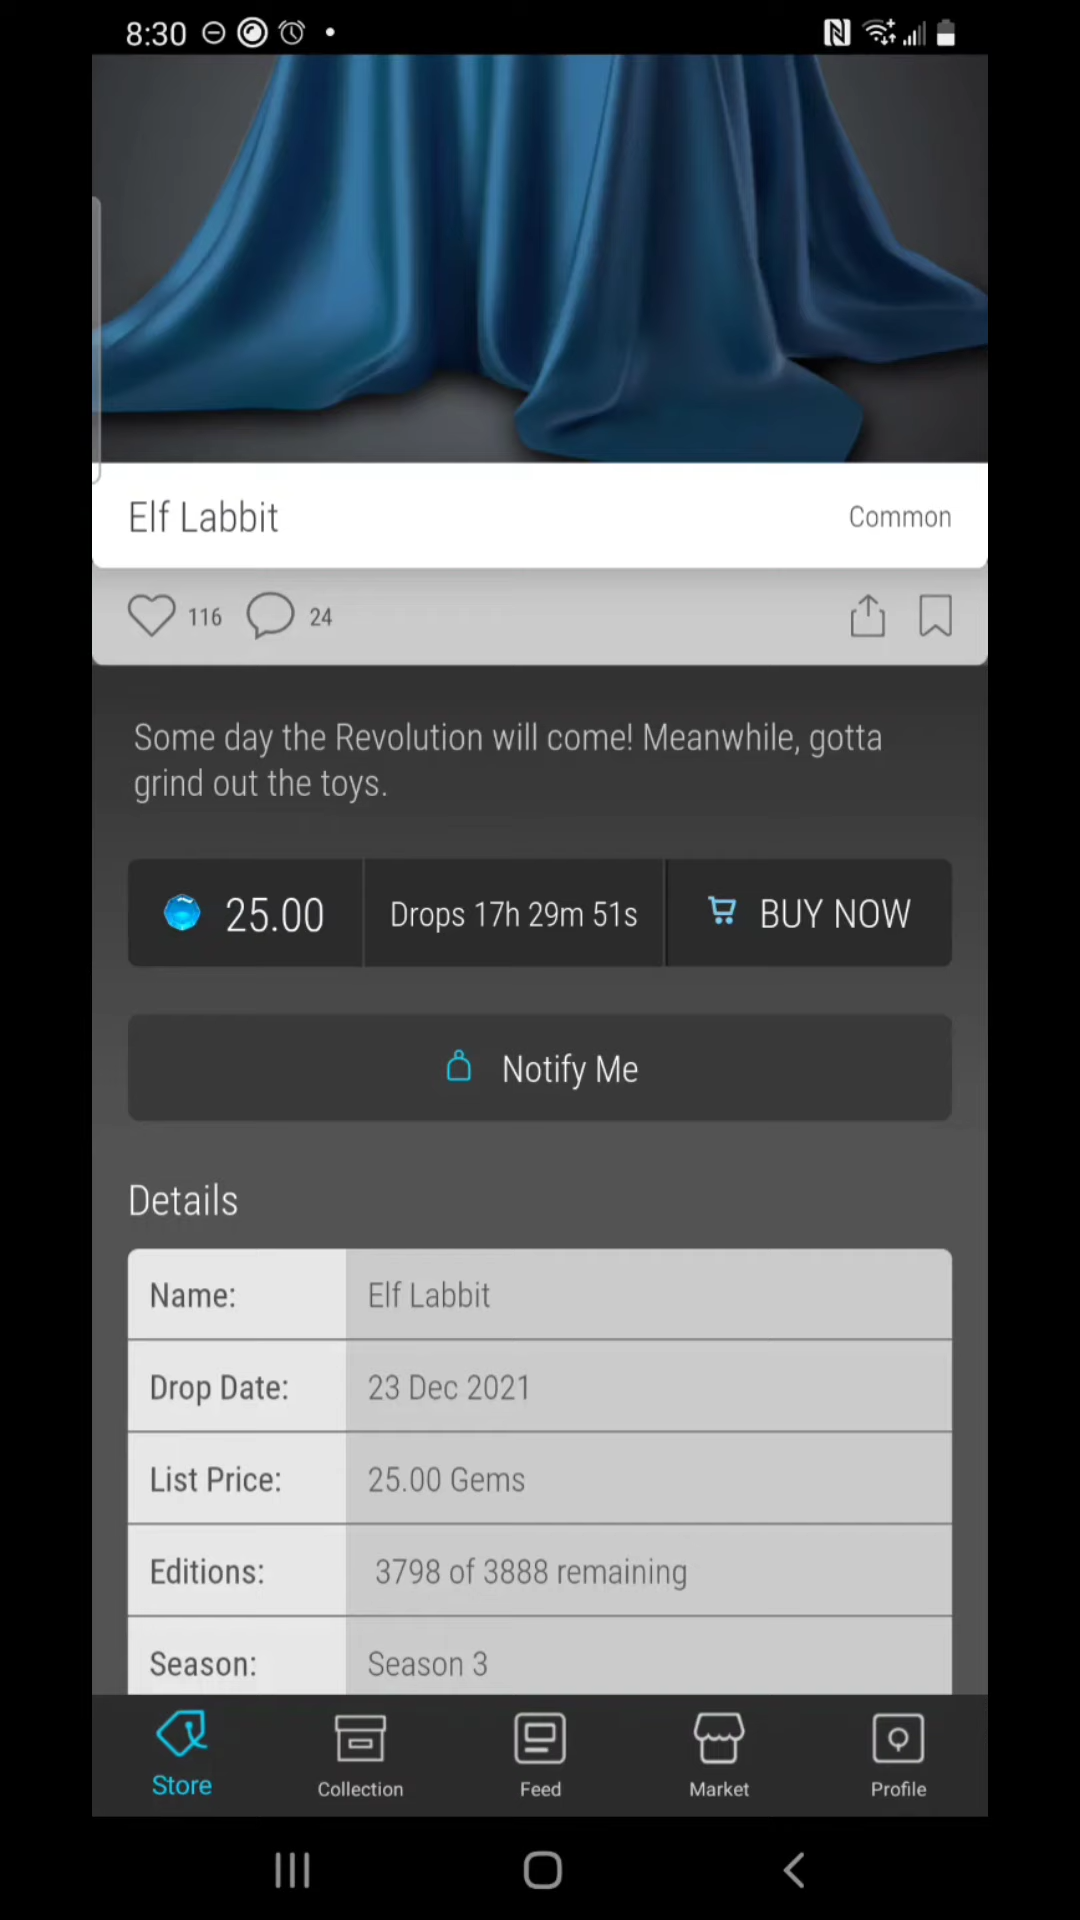 8:30
Elf Labbit
Common
116
24
Some day the Revolution will come! Meanwhile, gotta
grind out the toys.
25.00
Drops 17h 29m 51s
BUY NOW
Notify Me
Details
Name: Elf Labbit
Drop Date: 23 Dec 2021
List Price: 25.00 Gems
Editions: 3798 of 3888 remaining
Season: Season 3
Store
Collection
Feed
Market
Profile